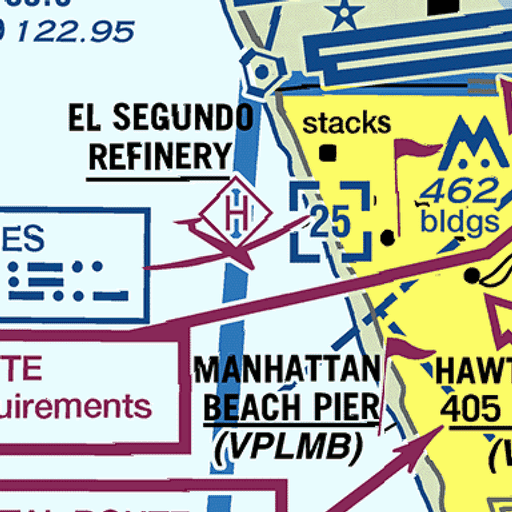 122.95
EL SEGUNDO
REFINERY
stacks
462
bldgs
H
25
ES
TE
uirements
MANHATTAN
BEACH PIER
(VPLMB)
HAWT
405